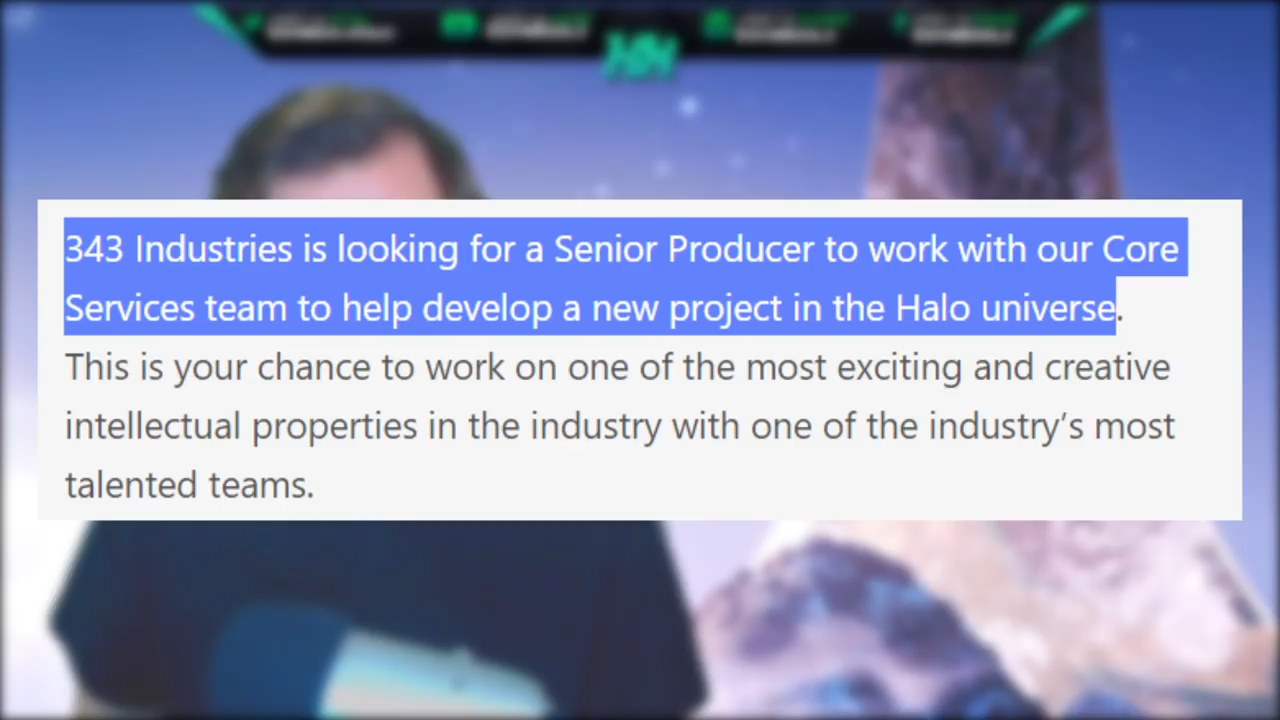 HH
343 Industries is looking for a Senior Producer to work with our Core
Services team to help develop a new project in the Halo universe.
This is your chance to work on one of the most exciting and creative
intellectual properties in the industry with one of the industry’s most
talented teams.